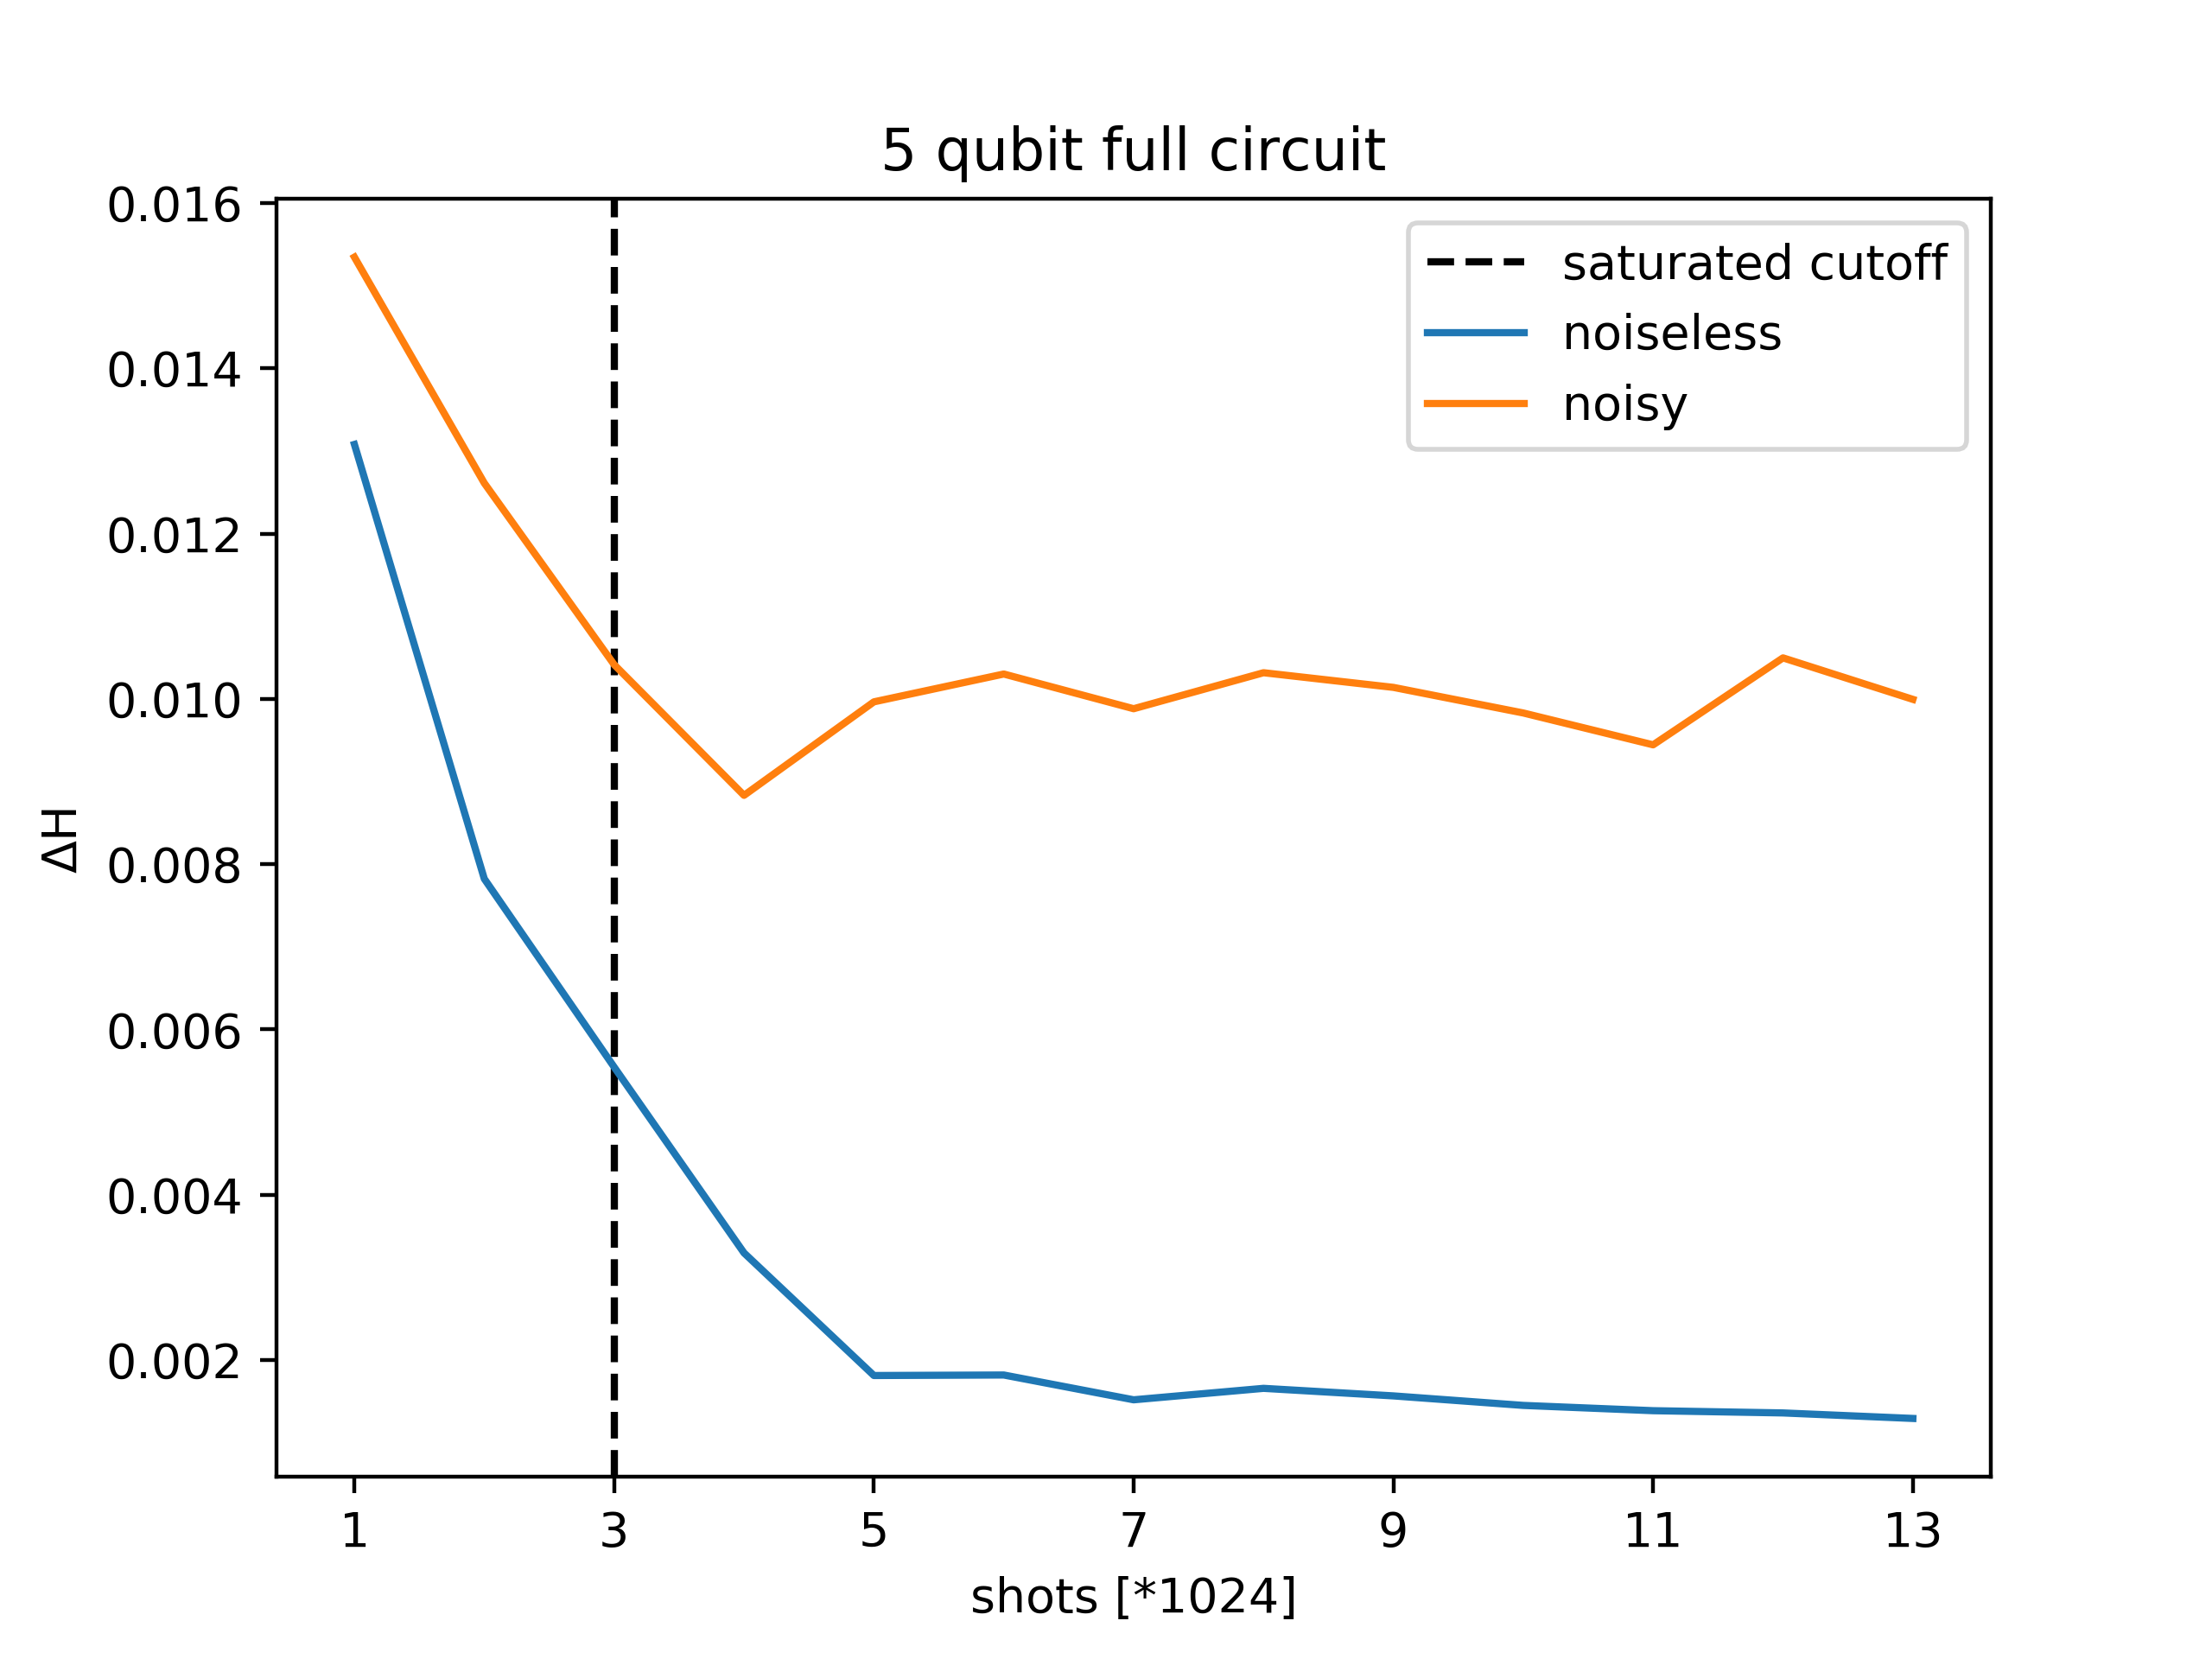 5 qubit full circuit
saturated cutoff
noiseless
noisy
0.016
0.014
0.012
0.010
0.008
0.006
0.004
0.002
ΔH
1 3 5 7 9 11 13
shots [*1024]